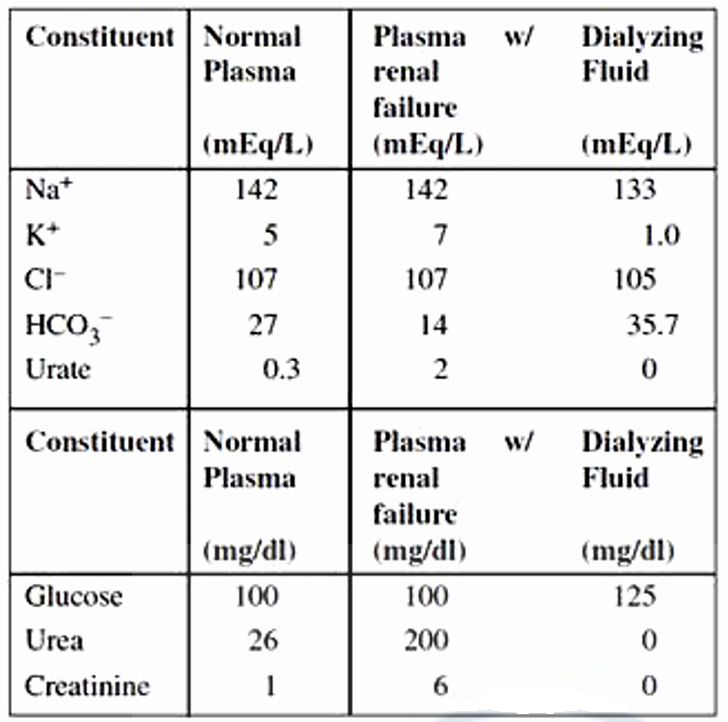 Constituent Normal Plasma w/ Dialyzing
Plasma renal Fluid
failure
(mEq/L) (mEq/L) (mEq/L)
Na⁺ 142 142 133
K⁺ 5 7 1.0
Cl⁻ 107 107 105
HCO₃⁻ 27 14 35.7
Urate 0.3 2 0
Constituent Normal Plasma w/ Dialyzing
Plasma renal Fluid
failure
(mg/dl) (mg/dl) (mg/dl)
Glucose 100 100 125
Urea 26 200 0
Creatinine 1 6 0